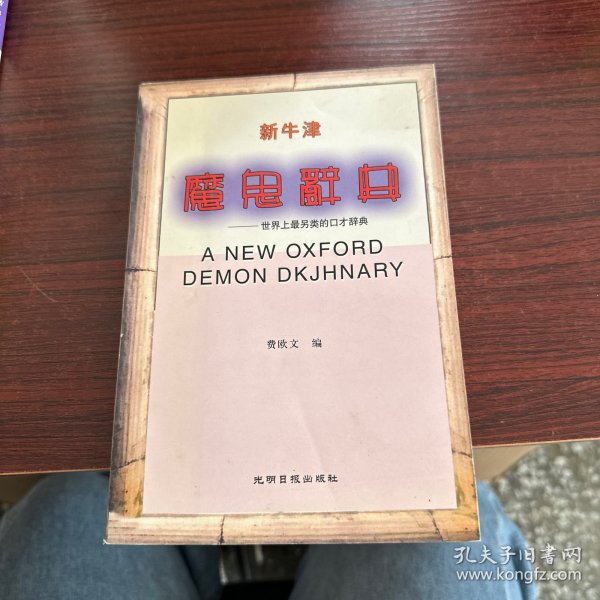 新牛津
魔鬼辭典
——世界上最另类的口才辞典
A NEW OXFORD
DEMON DKJHNARY
费欧文 编
光明日报出版社
孔夫子旧书网
www.kongfz.com